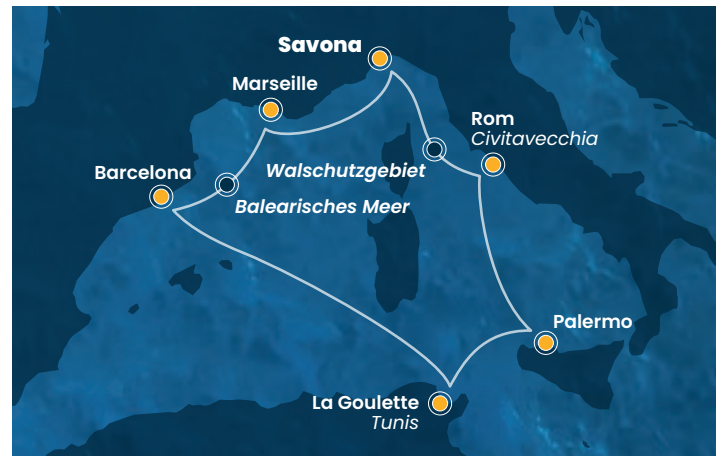 Savona
Marseille
Rom
Civitavecchia
Barcelona
Walschutzgebiet
Balearisches Meer
Palermo
La Goulette
Tunis